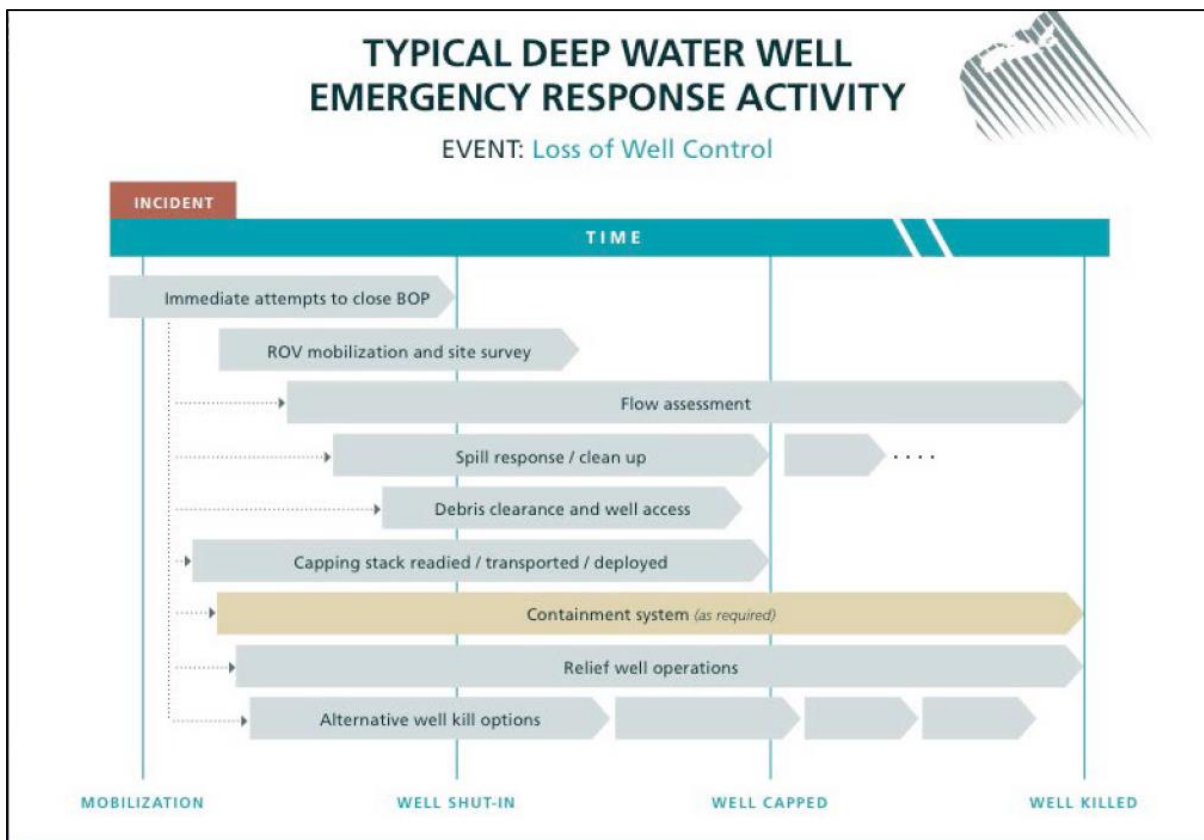 TYPICAL DEEP WATER WELL
EMERGENCY RESPONSE ACTIVITY
EVENT: Loss of Well Control
INCIDENT
TIME
Immediate attempts to close BOP
ROV mobilization and site survey
Flow assessment
Spill response / clean up
....
Debris clearance and well access
Capping stack readied / transported / deployed
Containment system (as required)
Relief well operations
Alternative well kill options
MOBILIZATION
WELL SHUT-IN
WELL CAPPED
WELL KILLED